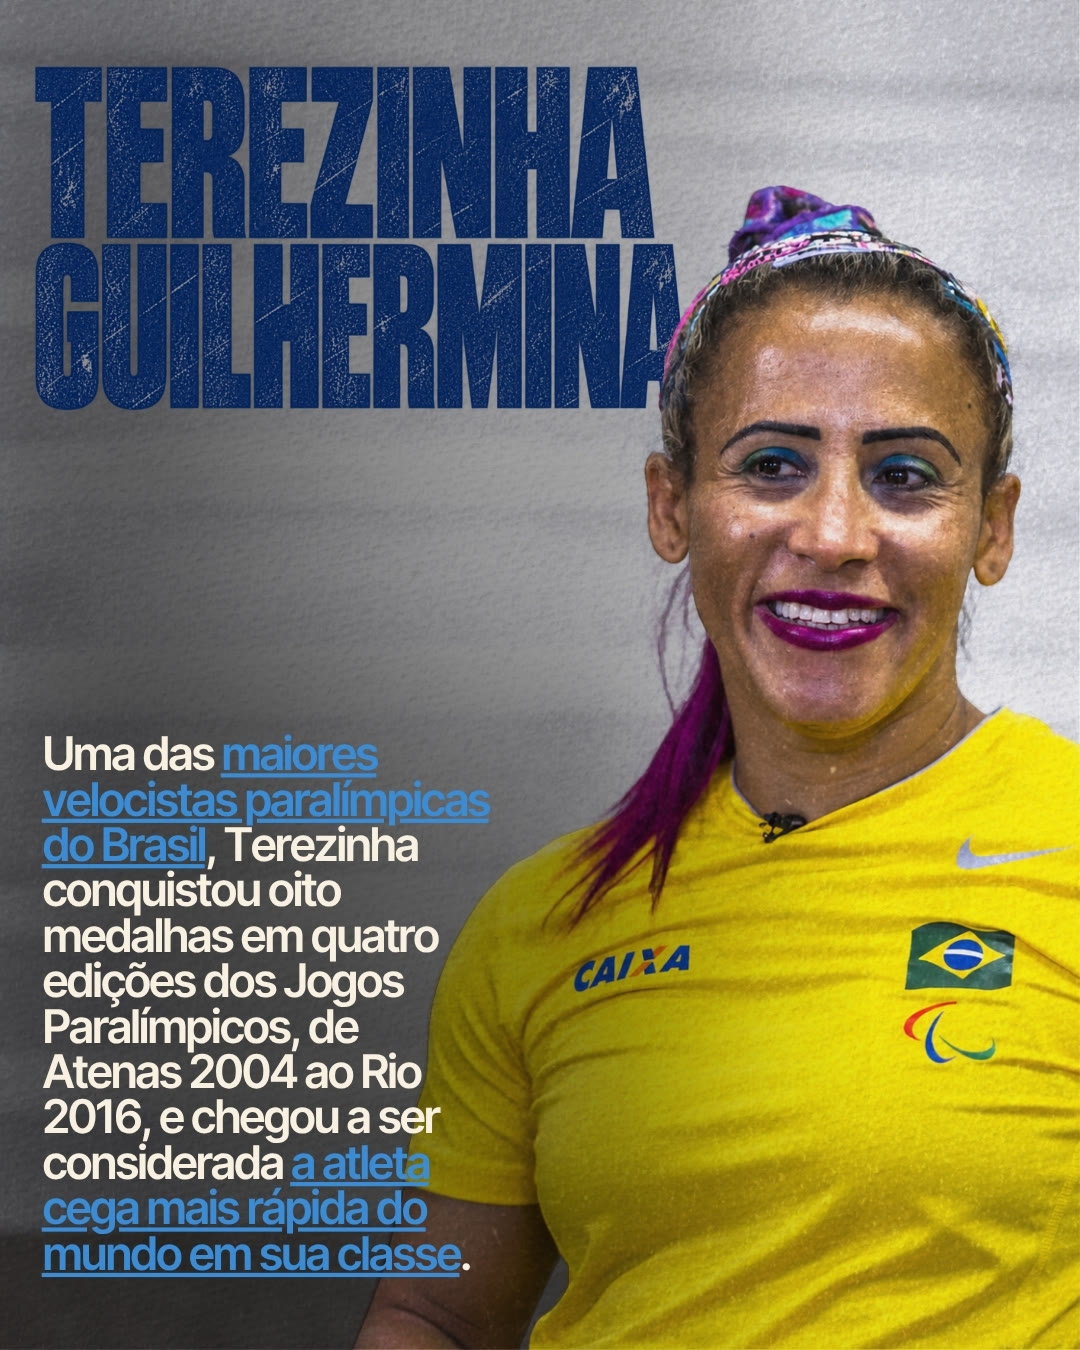 TEREZINHA
GUILHERMINA
Uma das maiores
velocistas paralímpicas
do Brasil, Terezinha
conquistou oito
medalhas em quatro
edições dos Jogos
Paralímpicos, de
Atenas 2004 ao Rio
2016, e chegou a ser
considerada a atleta
cega mais rápida do
mundo em sua classe.
CAIXA